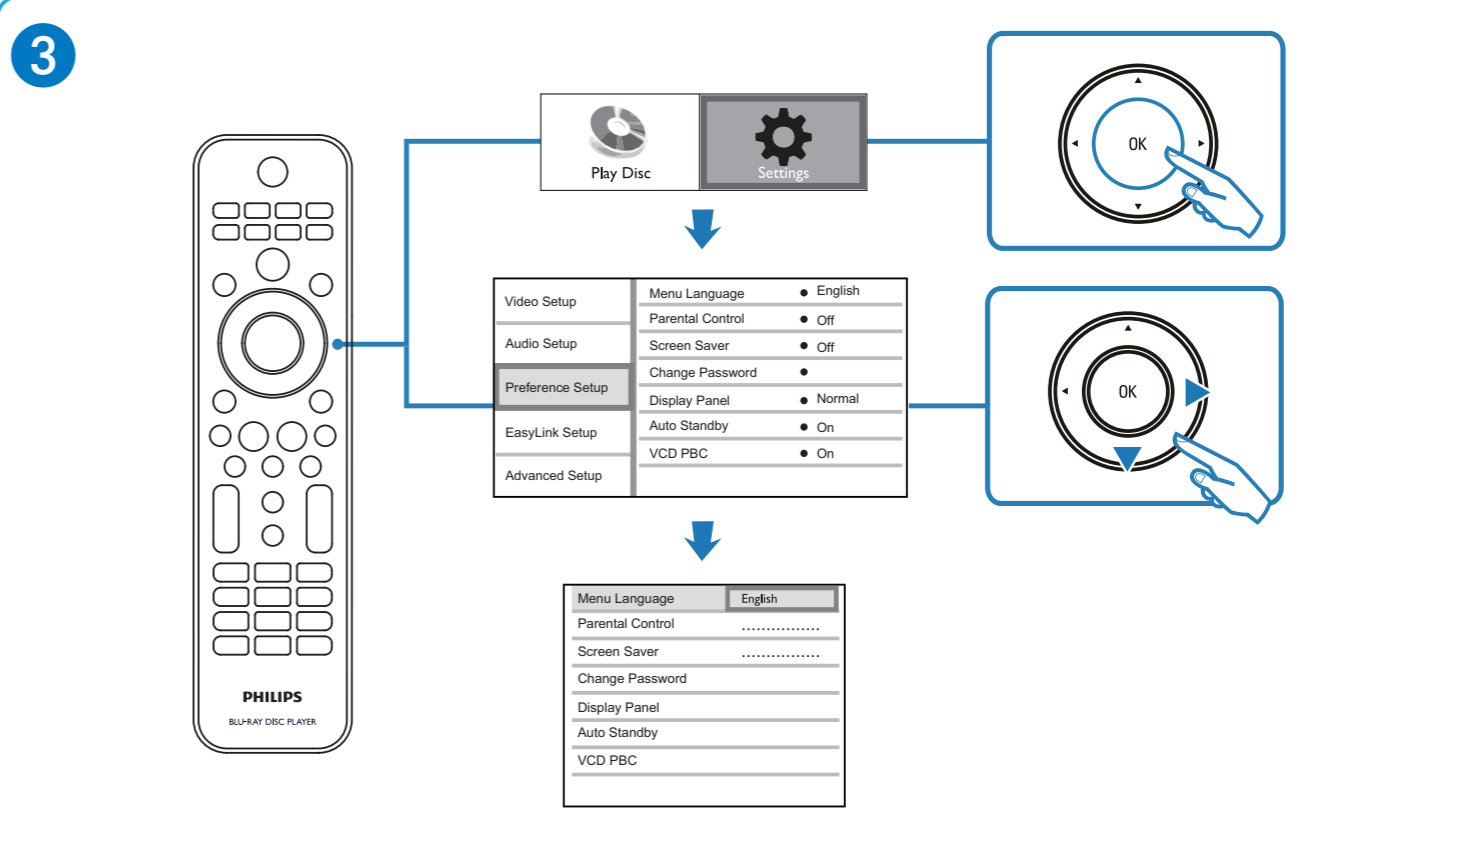 3
Play Disc
Settings
OK
Video Setup
Audio Setup
Preference Setup
EasyLink Setup
Advanced Setup
Menu Language ● English
Parental Control ● Off
Screen Saver ● Off
Change Password ●
Display Panel ● Normal
Auto Standby ● On
VCD PBC ● On
OK
Menu Language English
Parental Control ................
Screen Saver ................
Change Password
Display Panel
Auto Standby
VCD PBC
PHILIPS
BLU-RAY DISC PLAYER